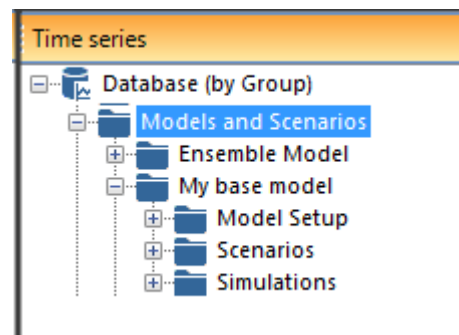 Time series
Database (by Group)
Models and Scenarios
Ensemble Model
My base model
Model Setup
Scenarios
Simulations